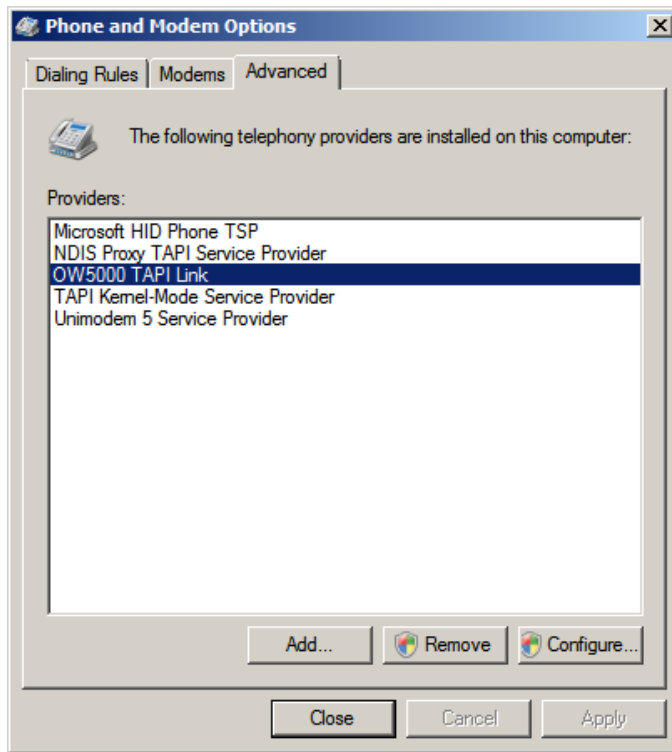 Phone and Modem Options
Dialing Rules Modems Advanced
The following telephony providers are installed on this computer:
Providers:
Microsoft HID Phone TSP
NDIS Proxy TAPI Service Provider
OW5000 TAPI Link
TAPI Kernel-Mode Service Provider
Unimodem 5 Service Provider
Add... Remove Configure...
Close Cancel Apply